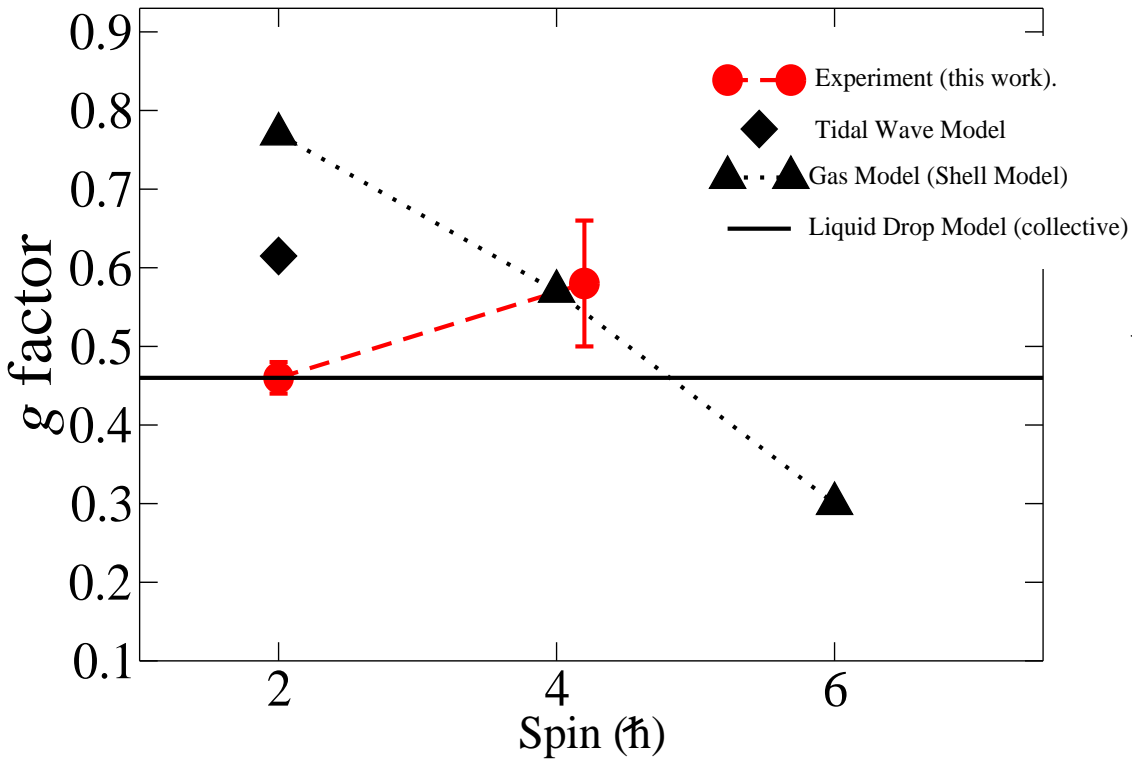 0.9
0.8
0.7
0.6
0.5
0.4
0.3
0.2
0.1
g factor
2
4
6
Spin (ħ)
Experiment (this work).
Tidal Wave Model
Gas Model (Shell Model)
Liquid Drop Model (collective)